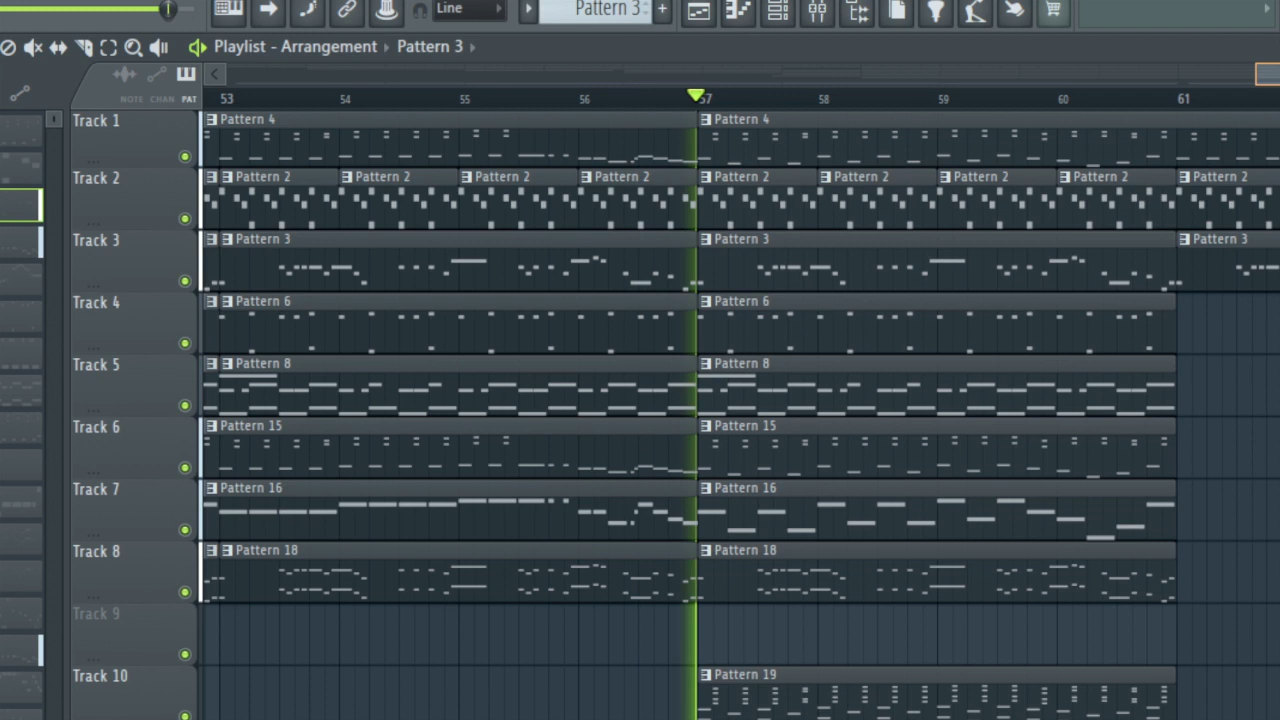 Line Pattern 3 +
Playlist - Arrangement › Pattern 3 ›
NOTE CHAN PAT
53 54 55 56 57 58 59 60 61
Track 1 Pattern 4 Pattern 4
Track 2 Pattern 2 Pattern 2 Pattern 2 Pattern 2 Pattern 2 Pattern 2 Pattern 2 Pattern 2 Pattern 2
Track 3 Pattern 3 Pattern 3 Pattern 3
Track 4 Pattern 6 Pattern 6
Track 5 Pattern 8 Pattern 8
Track 6 Pattern 15 Pattern 15
Track 7 Pattern 16 Pattern 16
Track 8 Pattern 18 Pattern 18
Track 9
Track 10 Pattern 19